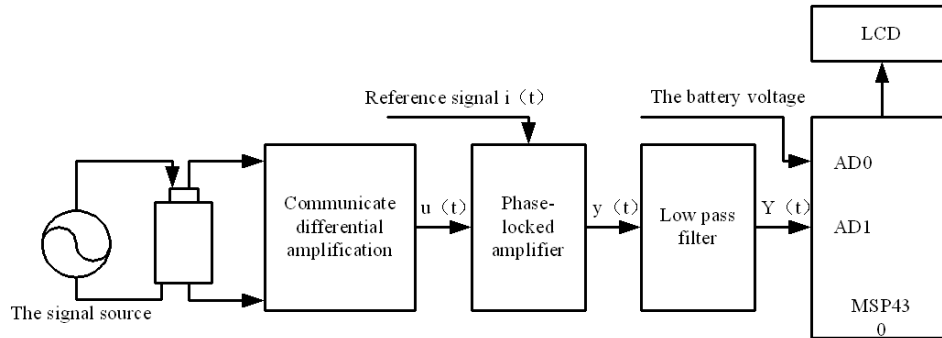 LCD
Reference signal i（t）
The battery voltage
AD0
Communicate
differential
amplification
u（t）
Phase-
locked
amplifier
y（t）
Low pass
filter
Y（t）
AD1
The signal source
MSP43
0